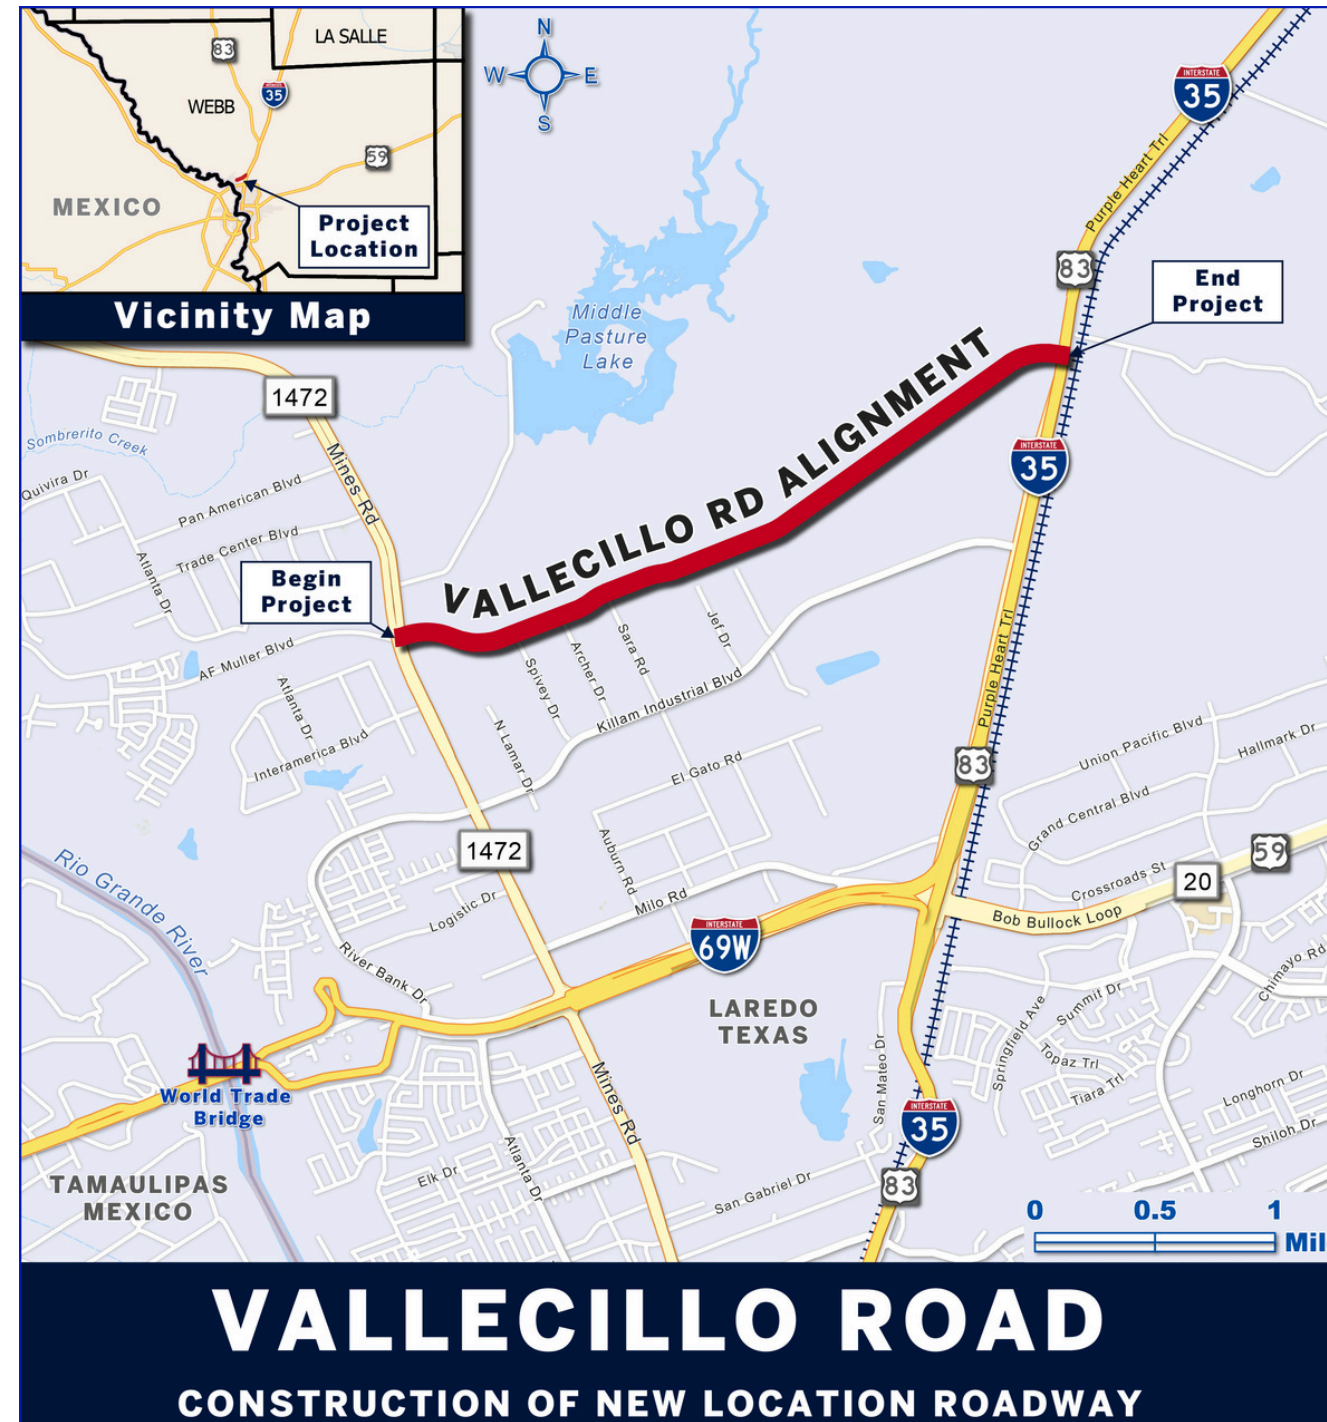 83
LA SALLE
35
WEBB
59
MEXICO
Project
Location
Vicinity Map
N
W
E
S
INTERSTATE
35
Purple Heart Trl
83
End
Project
Middle
Pasture
Lake
1472
Sombrerito Creek
Mines Rd
Quivira Dr
Pan American Blvd
Trade Center Blvd
Atlanta Dr
VALLECILLO RD ALIGNMENT
INTERSTATE
35
Begin
Project
AF Muller Blvd
Atlanta Dr
Interamerica Blvd
Spivey Dr
Archer Dr
Sara Rd
Jef Dr
Killam Industrial Blvd
N Lamar Dr
Purple Heart Trl
El Gato Rd
83
Union Pacific Blvd
Hallmark Dr
Grand Central Blvd
1472
Auburn Rd
Milo Rd
Logistic Dr
River Bank Dr
Rio Grande River
59
Crossroads St
20
Bob Bullock Loop
INTERSTATE
69W
LAREDO
TEXAS
Chimayo Rd
Summit Dr
Springfield Ave
Topaz Trl
Tiara Trl
San Mateo Dr
Longhorn Dr
Shiloh Dr
World Trade
Bridge
Mines Rd
INTERSTATE
35
Elk Dr
Atlanta Dr
San Gabriel Dr
83
TAMAULIPAS
MEXICO
0 0.5 1
Mil
VALLECILLO ROAD
CONSTRUCTION OF NEW LOCATION ROADWAY